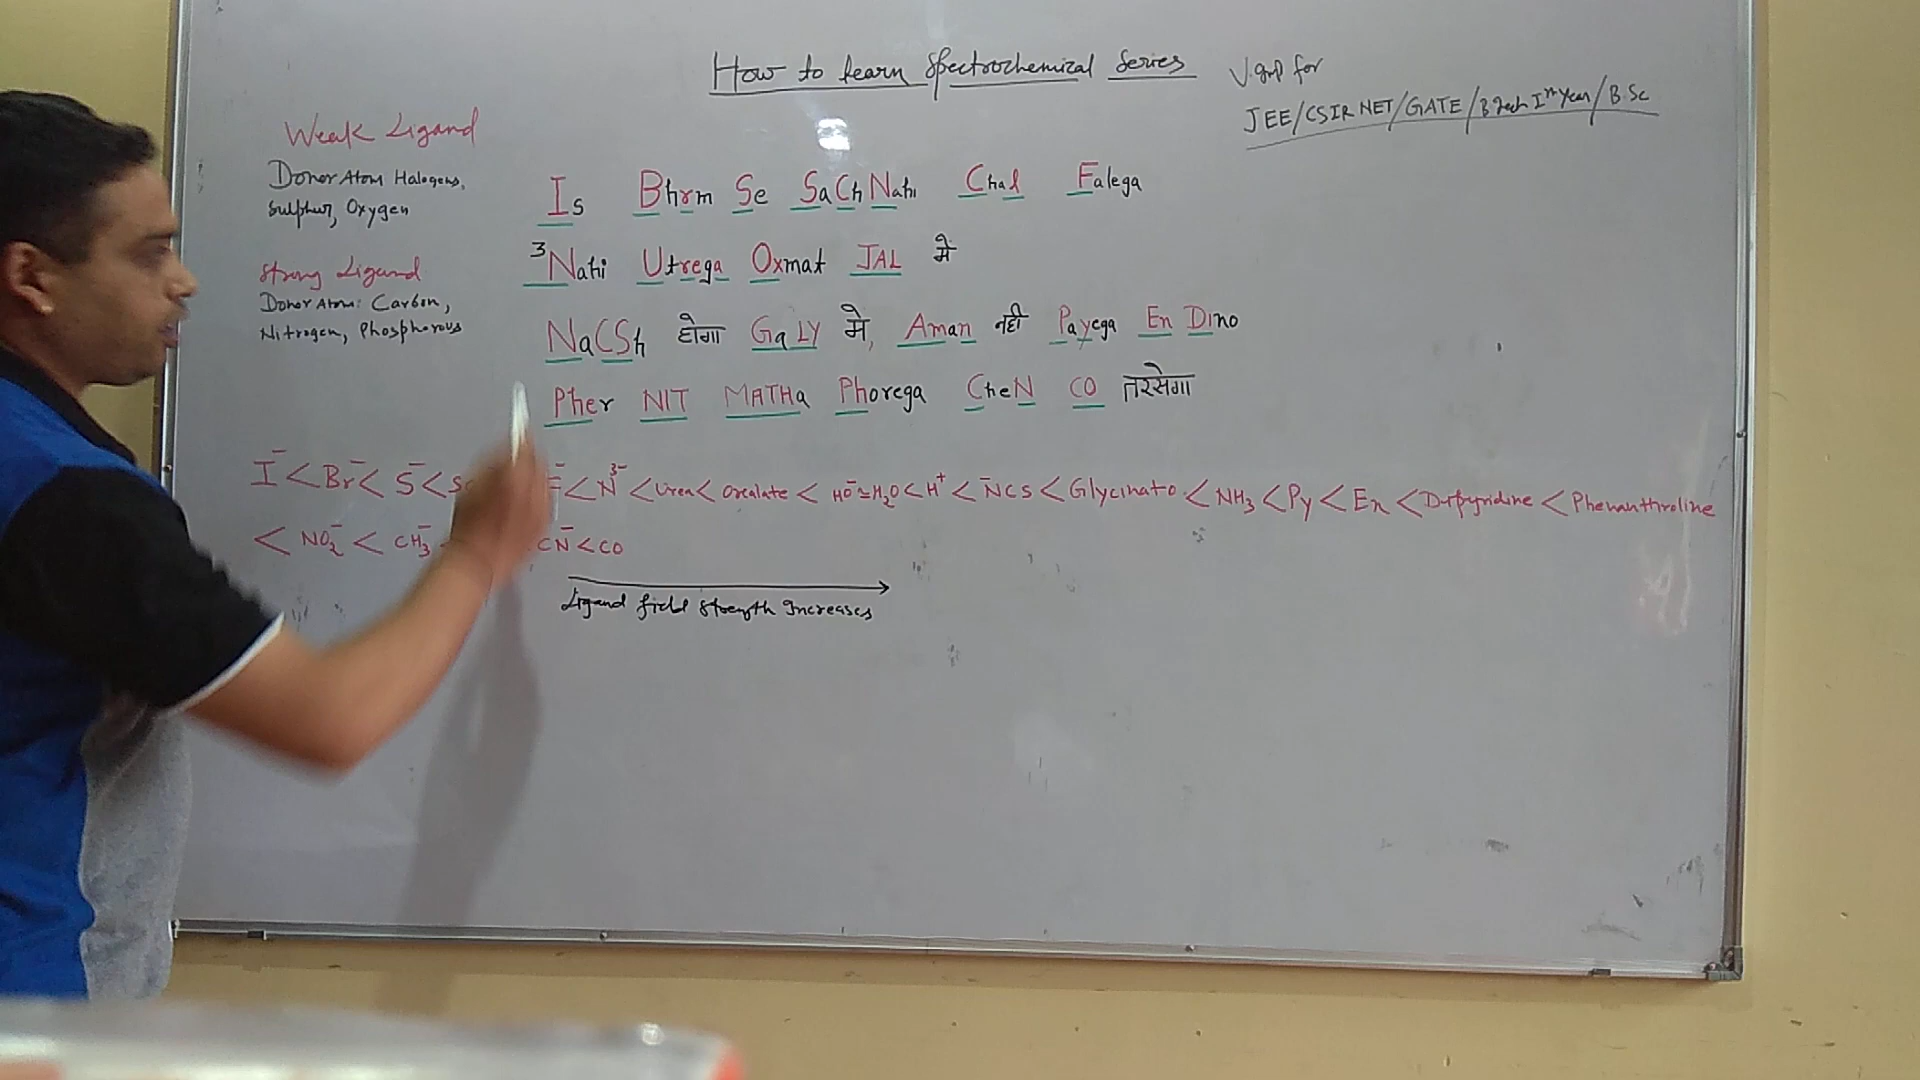 How to learn Spectrochemical Series
V.Imp for
JEE/CSIR NET/GATE/B Tech Ist Year/B.Sc
Weak Ligand
Donor Atom Halogens,
Sulphur, Oxygen
Strong Ligand
Donor Atom: Carbon,
Nitrogen, Phosphorous
Is Bhrm Se SaCh Nahi Chal Falega
3Nahi Utrega Oxmat JAL मे
NaCSh होगा GaLY मे, Aman नही Payega En DIno
Pher NIT MATHa Phorega CheN CO तरसेगा
I⁻ < Br⁻ < S⁻ < < N³⁻ < Urea < Oxalate < HO⁻ ≃ H₂O < H⁺ < ⁻NCS < Glycinato < NH₃ < Py < En < Dipyridine < Phenanthroline
< NO₂⁻ < CH₃⁻ CN⁻ < CO
Ligand field strength Increases